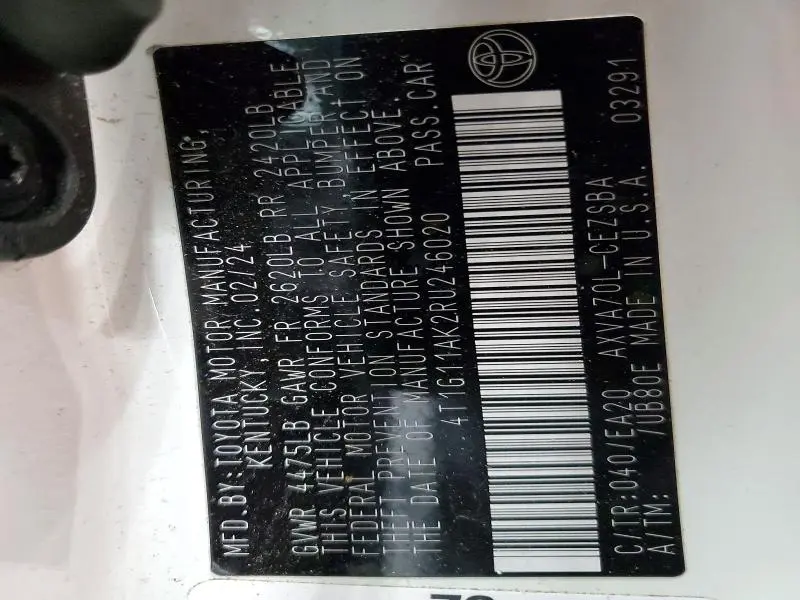 MFD.BY:TOYOTA MOTOR MANUFACTURING,
KENTUCKY, INC.02/24
GVWR 4475LB GAWR FR 2620LB RR 2420LB
THIS VEHICLE CONFORMS TO ALL APPLICABLE
FEDERAL MOTOR VEHICLE SAFETY,BUMPER AND
THEFT PREVENTION STANDARDS IN EFFECT ON
THE DATE OF MANUFACTURE SHOWN ABOVE.
4T1G11AK2RU246020 PASS.CAR
C/TR:040/EA20 AXVA70L-CEZSBA
A/TM: /UB80E MADE IN U.S.A. 03291